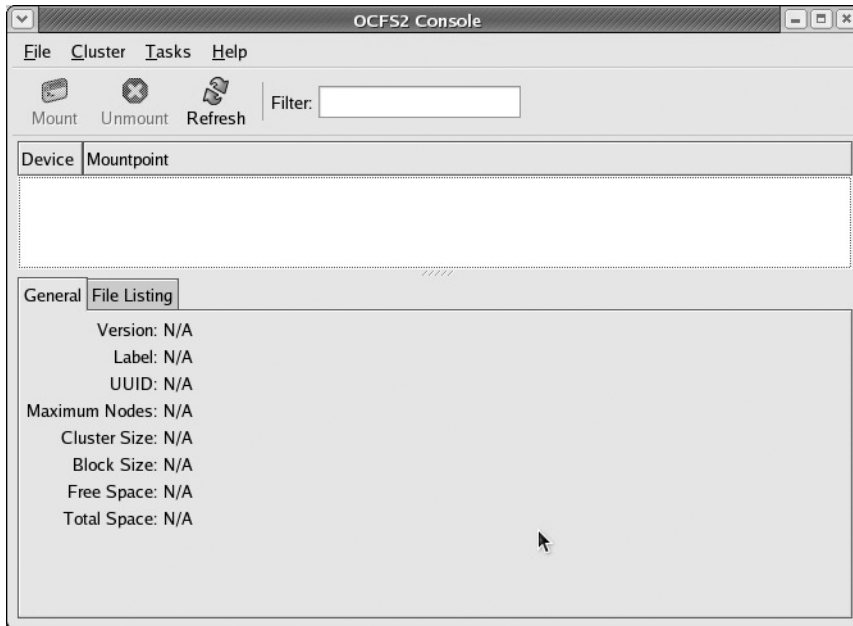 OCFS2 Console
File Cluster Tasks Help
Mount Unmount Refresh Filter:
Device Mountpoint
General File Listing
Version: N/A
Label: N/A
UUID: N/A
Maximum Nodes: N/A
Cluster Size: N/A
Block Size: N/A
Free Space: N/A
Total Space: N/A